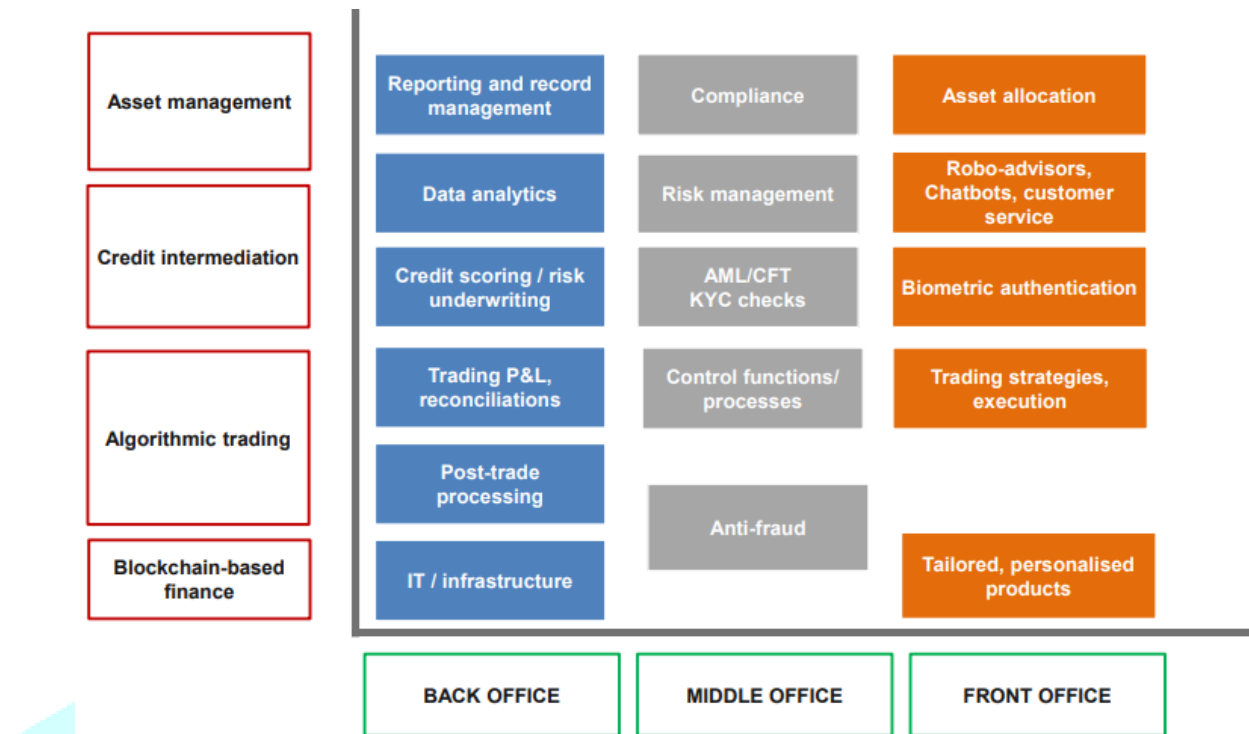 Asset management
Reporting and record
management
Compliance
Asset allocation
Credit intermediation
Data analytics
Risk management
Robo-advisors,
Chatbots, customer
service
Credit scoring / risk
underwriting
AML/CFT
KYC checks
Biometric authentication
Algorithmic trading
Trading P&L,
reconciliations
Control functions/
processes
Trading strategies,
execution
Post-trade
processing
Anti-fraud
Blockchain-based
finance
IT / infrastructure
Tailored, personalised
products
BACK OFFICE
MIDDLE OFFICE
FRONT OFFICE